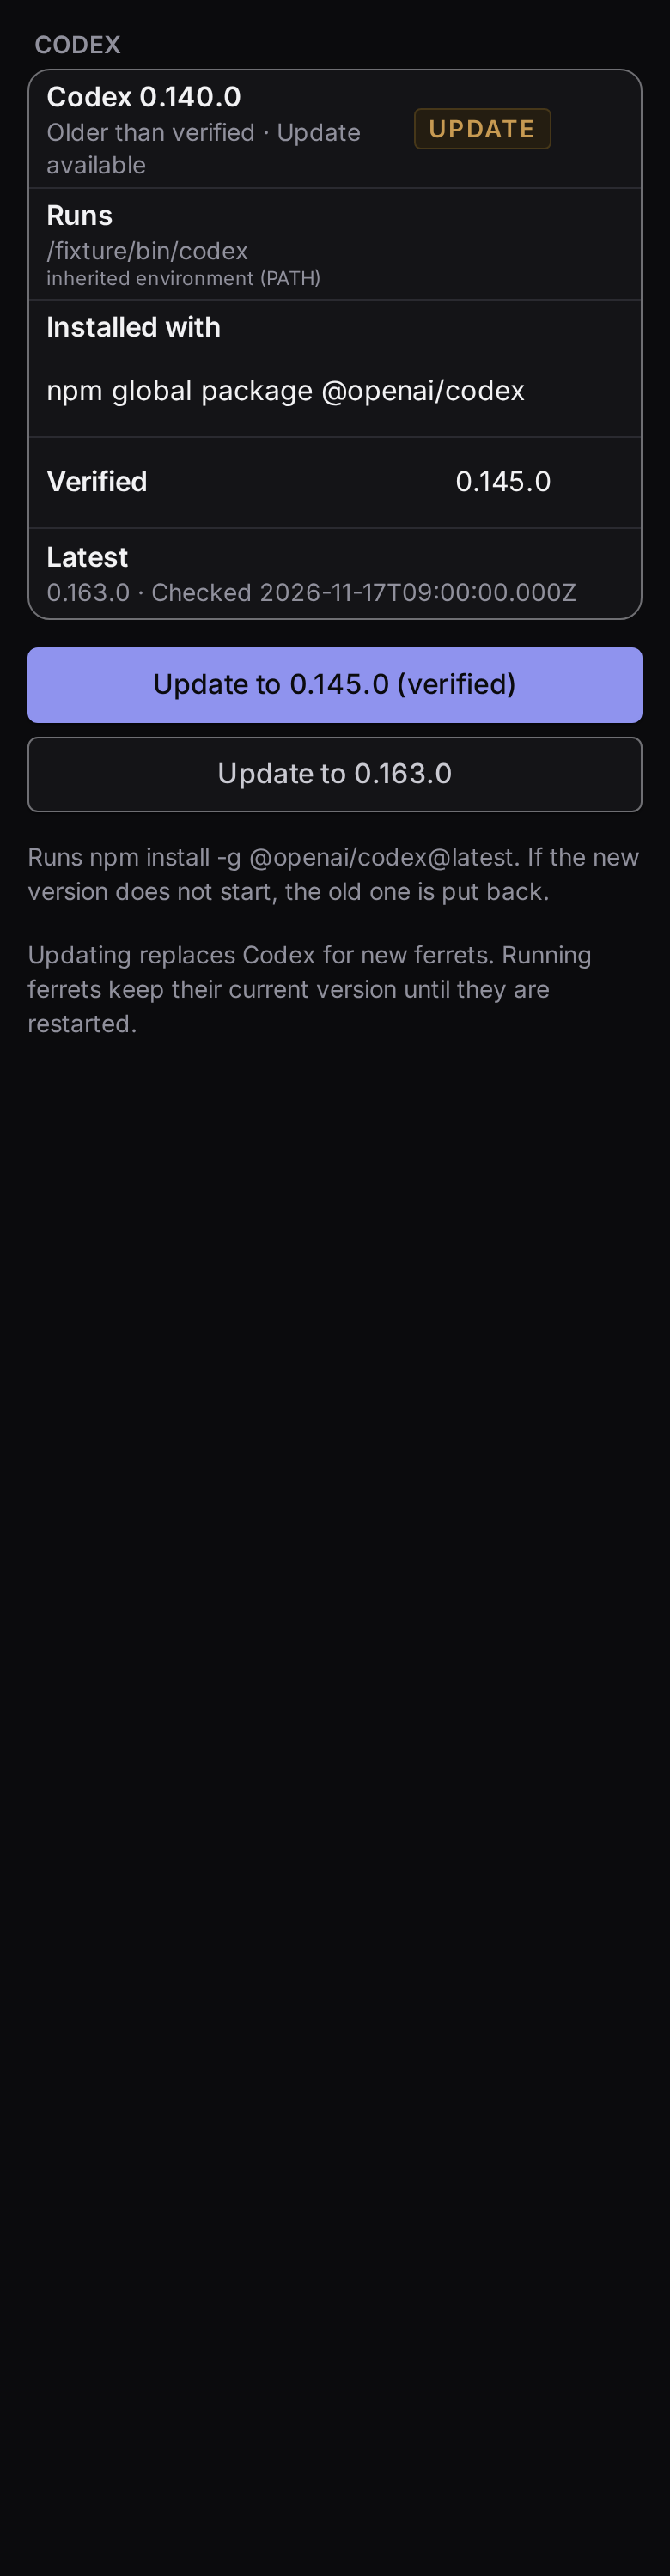 CODEX
Codex 0.140.0
Older than verified · Update
available
UPDATE
Runs
/fixture/bin/codex
inherited environment (PATH)
Installed with
npm global package @openai/codex
Verified
0.145.0
Latest
0.163.0 · Checked 2026-11-17T09:00:00.000Z
Update to 0.145.0 (verified)
Update to 0.163.0
Runs npm install -g @openai/codex@latest. If the new
version does not start, the old one is put back.
Updating replaces Codex for new ferrets. Running
ferrets keep their current version until they are
restarted.